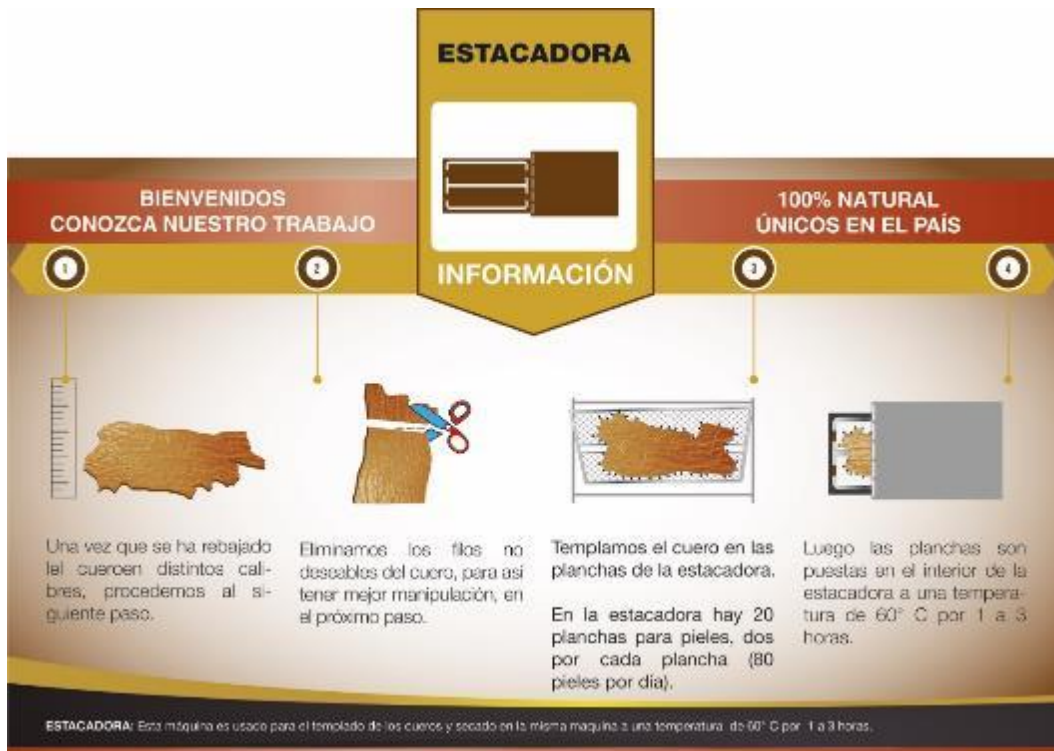 ESTACADORA
BIENVENIDOS
CONOZCA NUESTRO TRABAJO
100% NATURAL
ÚNICOS EN EL PAÍS
INFORMACIÓN
1
2
3
4
Una vez que se ha rebajado
lel cueroen distintos cali-
bres, procedemos al si-
guiente paso.
Eliminamos los filos no
deseables del cuero, para así
tener mejor manipulación, en
el próximo paso.
Templamos el cuero en las
planchas de la estacadora.
En la estacadora hay 20
planchas para pieles, dos
por cada plancha (80
pieles por día).
Luego las planchas son
puestas en el interior de la
estacadora a una tempera-
tura de 60° C por 1 a 3
horas.
ESTACADORA: Esta máquina es usado para el templado de los cueros y secado en la misma maquina a una temperatura de 60° C por 1 a 3 horas.